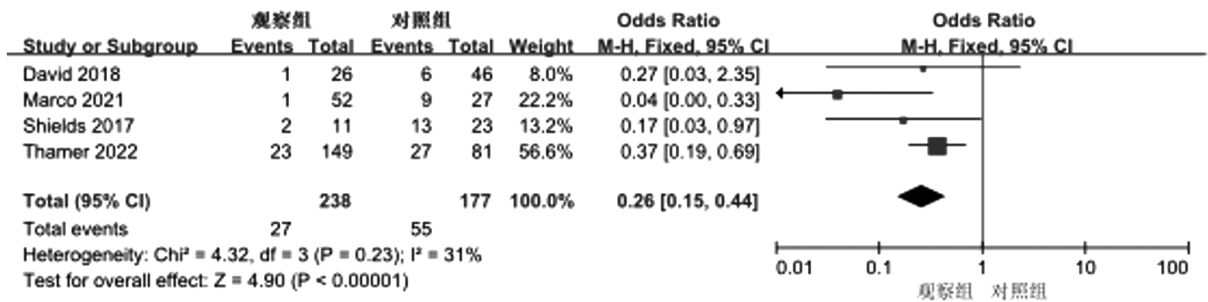 观察组 对照组 Odds Ratio Odds Ratio
Study or Subgroup Events Total Events Total Weight M-H, Fixed, 95% CI M-H, Fixed, 95% CI
David 2018 1 26 6 46 8.0% 0.27 [0.03, 2.35]
Marco 2021 1 52 9 27 22.2% 0.04 [0.00, 0.33]
Shields 2017 2 11 13 23 13.2% 0.17 [0.03, 0.97]
Thamer 2022 23 149 27 81 56.6% 0.37 [0.19, 0.69]
Total (95% CI) 238 177 100.0% 0.26 [0.15, 0.44]
Total events 27 55
Heterogeneity: Chi² = 4.32, df = 3 (P = 0.23); I² = 31%
Test for overall effect: Z = 4.90 (P < 0.00001)
0.01 0.1 1 10 100
观察组 对照组